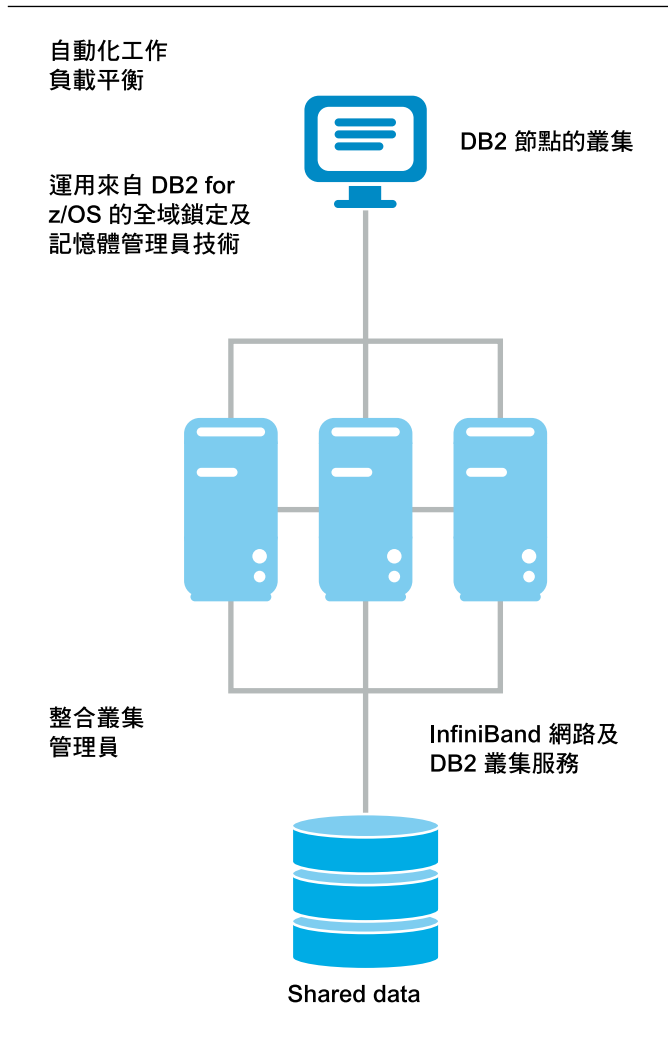 自動化工作
負載平衡
DB2 節點的叢集
運用來自 DB2 for
z/OS 的全域鎖定及
記憶體管理員技術
整合叢集
管理員
InfiniBand 網路及
DB2 叢集服務
Shared data